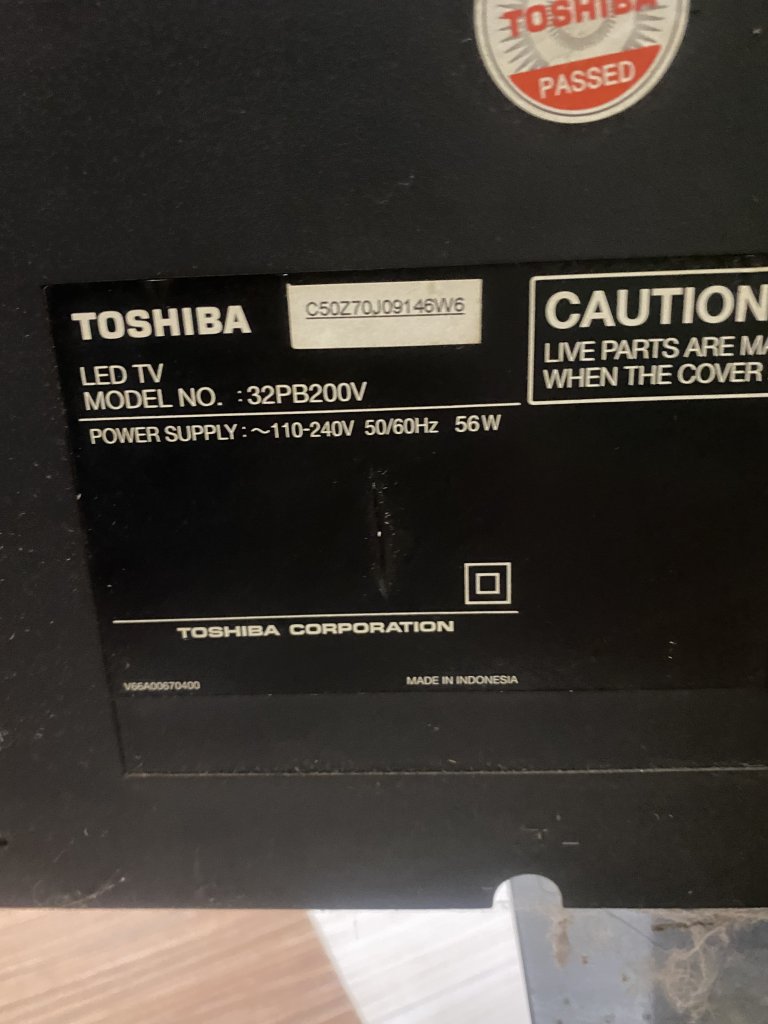 TOSHIBA
PASSED
TOSHIBA
C50Z70J09146W6
LED TV
MODEL NO. : 32PB200V
POWER SUPPLY : ~110-240V 50/60Hz 56W
CAUTION
LIVE PARTS ARE
WHEN THE COVER
TOSHIBA CORPORATION
V66A00670400
MADE IN INDONESIA